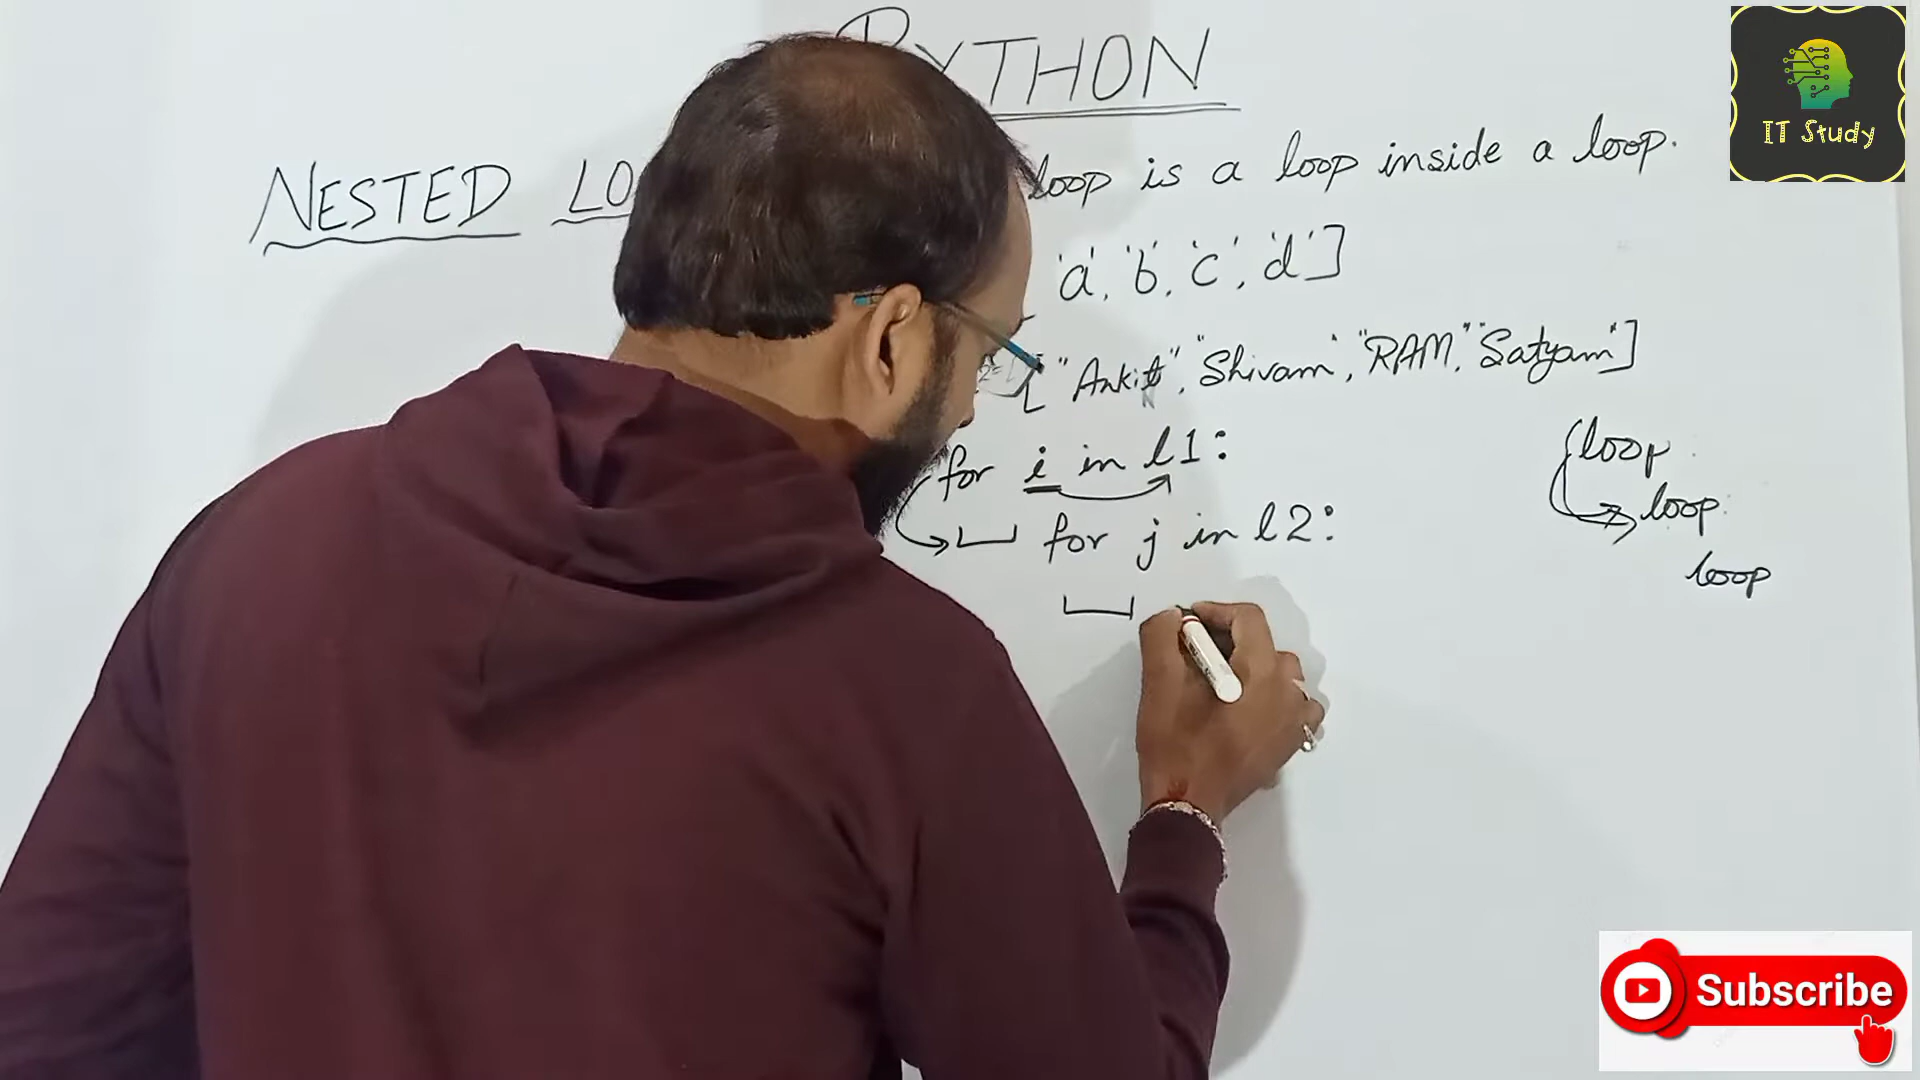 PYTHON
NESTED LO loop is a loop inside a loop.
'a', 'b', 'c', 'd']
["Ankit", "Shivam", "RAM", "Satyam"]
for i in l1:
for j in l2:
loop
loop
loop
IT Study
Subscribe